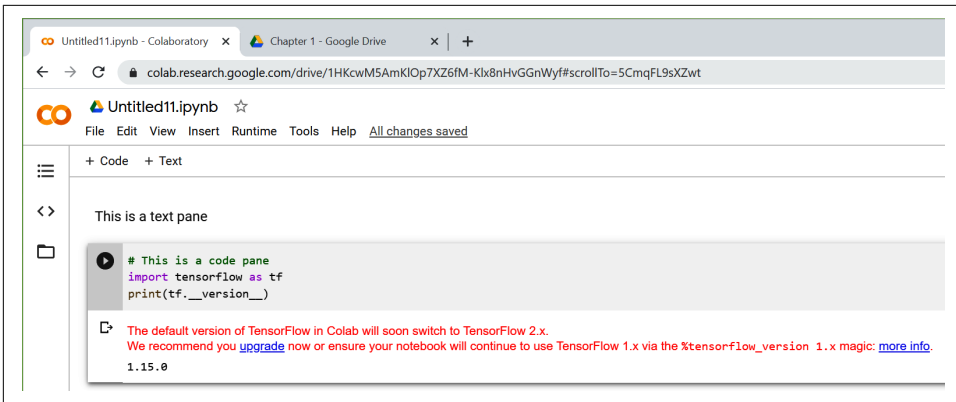 Untitled11.ipynb - Colaboratory
Chapter 1 - Google Drive
colab.research.google.com/drive/1HKcwM5AmKlOp7XZ6fM-Klx8nHvGGnWyf#scrollTo=5CmqFL9sXZwt
Untitled11.ipynb
File Edit View Insert Runtime Tools Help All changes saved
+ Code + Text
This is a text pane
# This is a code pane
import tensorflow as tf
print(tf.__version__)
The default version of TensorFlow in Colab will soon switch to TensorFlow 2.x.
We recommend you upgrade now or ensure your notebook will continue to use TensorFlow 1.x via the %tensorflow_version 1.x magic: more info.
1.15.0